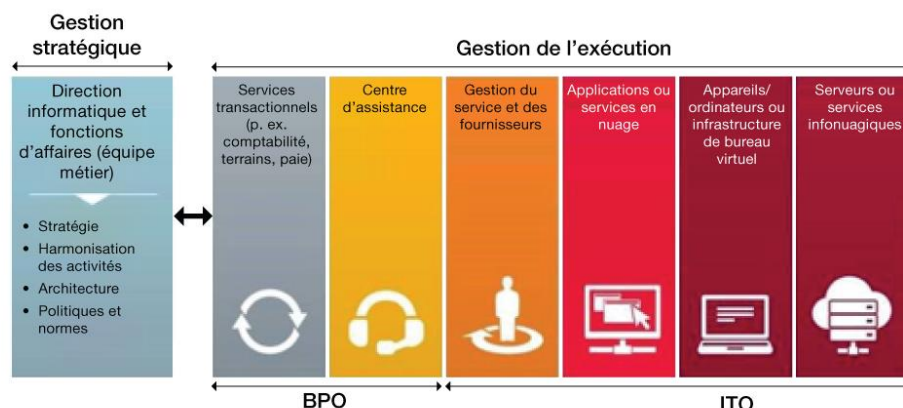 Gestion
stratégique
Gestion de l'exécution
Direction
informatique et
fonctions
d'affaires (équipe
métier)
• Stratégie
• Harmonisation
des activités
• Architecture
• Politiques et
normes
Services
transactionnels
(p. ex.
comptabilité,
terrains, paie)
Centre
d'assistance
Gestion du
service et des
fournisseurs
Applications ou
services en
nuage
Appareils/
ordinateurs ou
infrastructure
de bureau
virtuel
Serveurs ou
services
infonuagiques
BPO
ITO